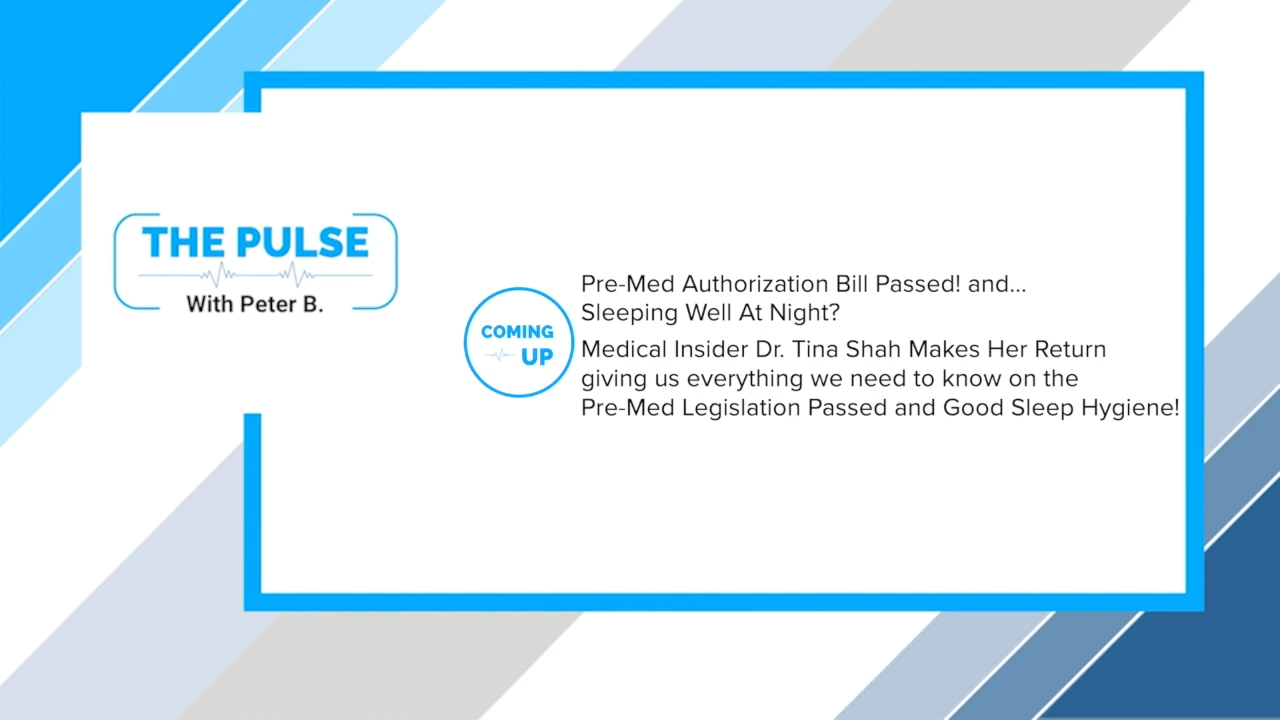 THE PULSE
With Peter B.
COMING
UP
Pre-Med Authorization Bill Passed! and...
Sleeping Well At Night?
Medical Insider Dr. Tina Shah Makes Her Return
giving us everything we need to know on the
Pre-Med Legislation Passed and Good Sleep Hygiene!